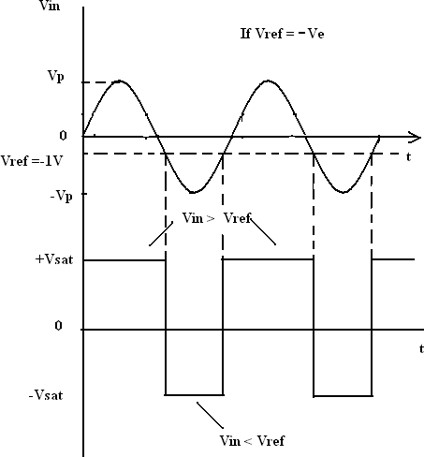 Vin
If Vref = -Ve
Vp
0
Vref =-1V
t
-Vp
Vin > Vref
+Vsat
0
t
-Vsat
Vin < Vref